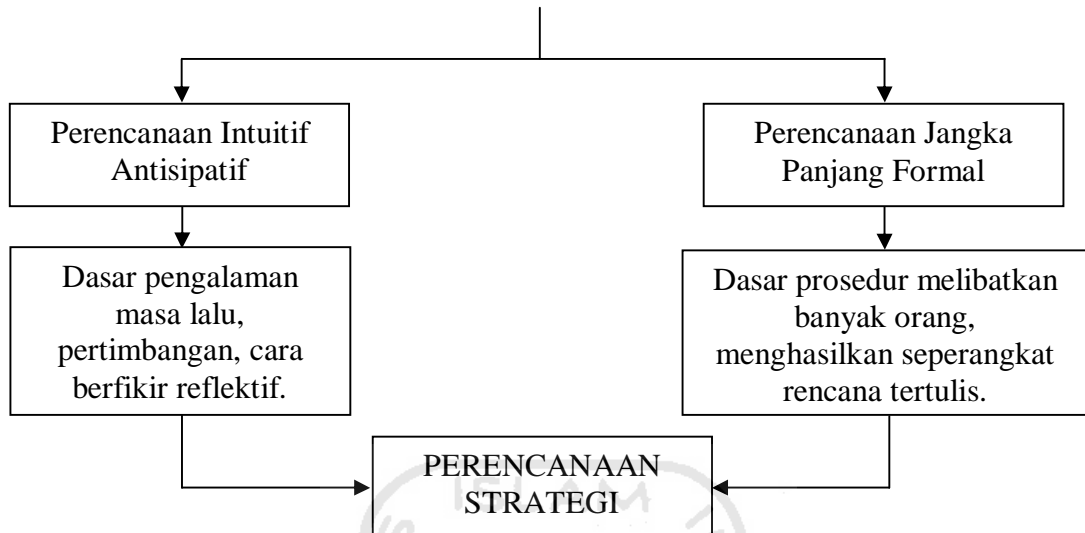 Perencanaan Intuitif
Antisipatif
Perencanaan Jangka
Panjang Formal
Dasar pengalaman
masa lalu,
pertimbangan, cara
berfikir reflektif.
Dasar prosedur melibatkan
banyak orang,
menghasilkan seperangkat
rencana tertulis.
PERENCANAAN
STRATEGI
ISLAM